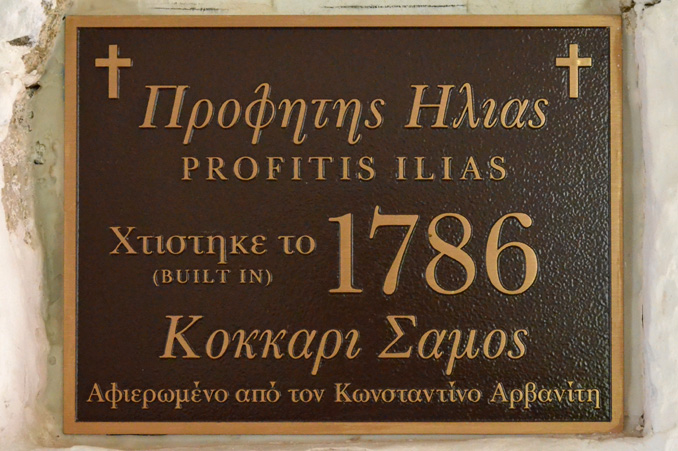 Προφητης Ηλιας
PROFITIS ILIAS
Χτιστηκε το 1786
(BUILT IN)
Κοκκαρι Σαμος
Αφιερωμένο από τον Κωνσταντίνο Αρβανίτη